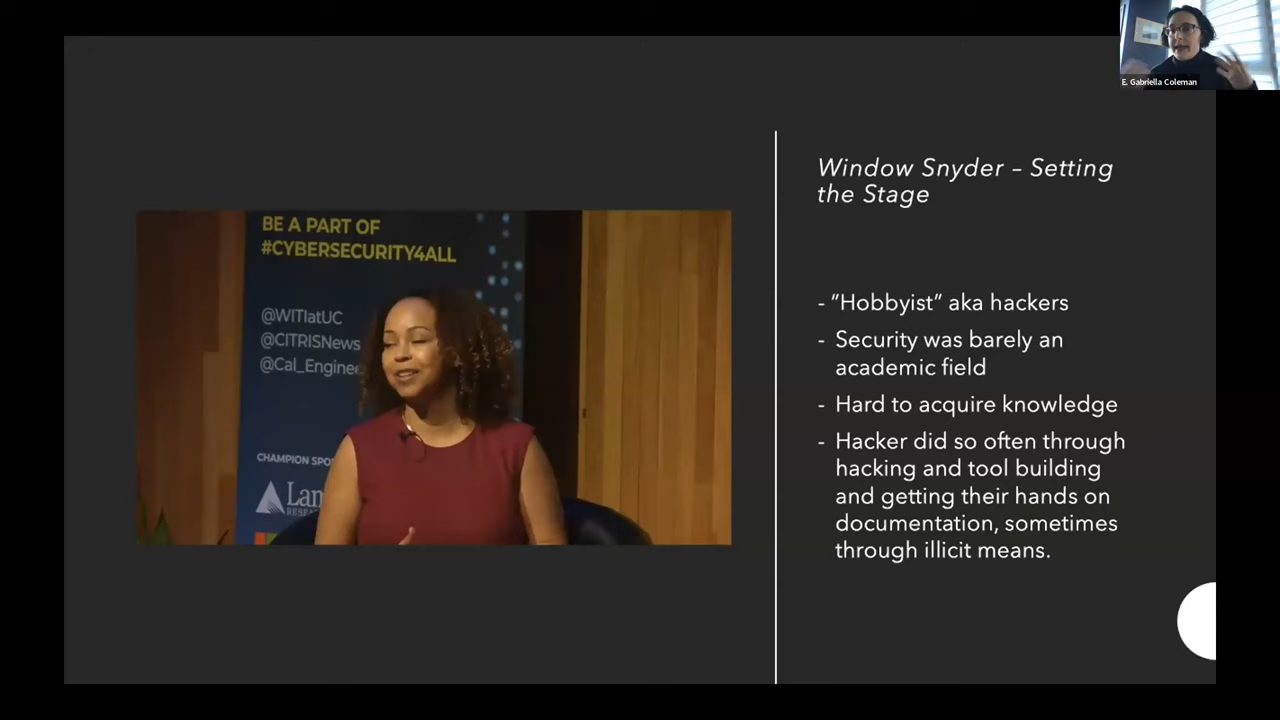 E. Gabriella Coleman
Window Snyder – Setting
the Stage
BE A PART OF
#CYBERSECURITY4ALL
@WITIatUC
@CITRISNews
@Cal_Enginee
CHAMPION SPO
Lam
RESEA
- "Hobbyist" aka hackers
- Security was barely an
academic field
- Hard to acquire knowledge
- Hacker did so often through
hacking and tool building
and getting their hands on
documentation, sometimes
through illicit means.